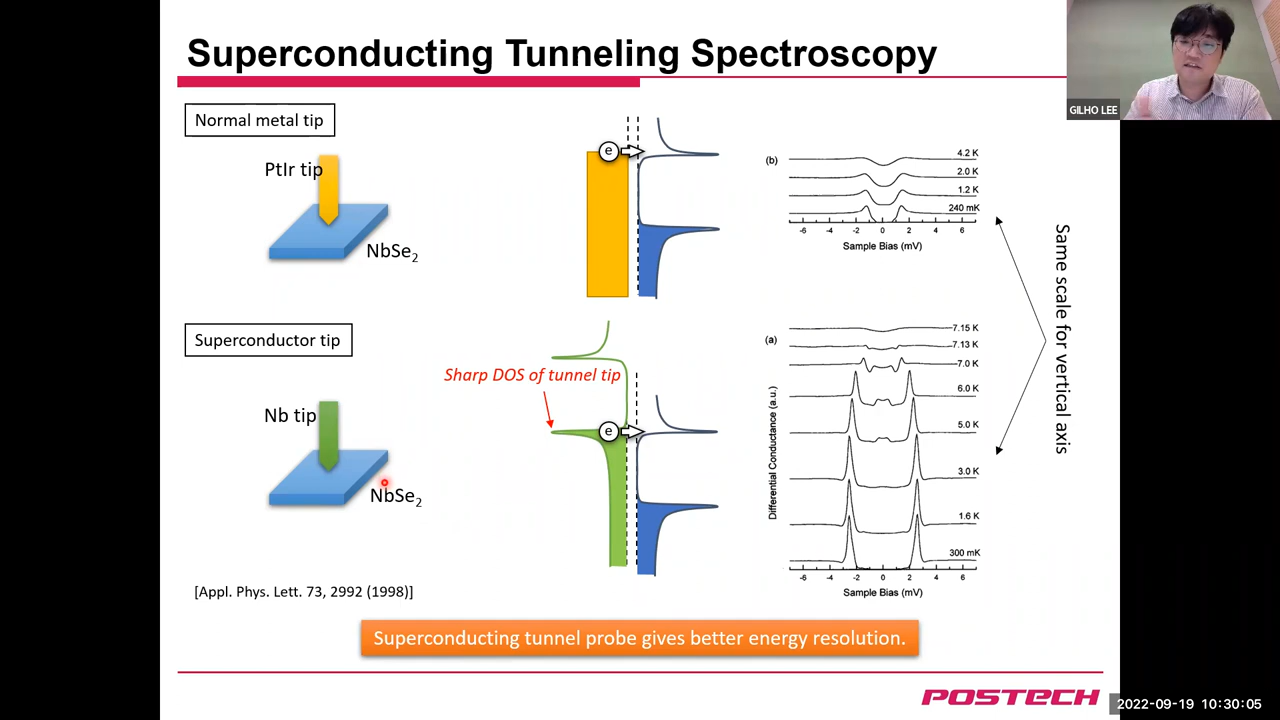 Superconducting Tunneling Spectroscopy
GILHO LEE
Normal metal tip
PtIr tip
NbSe2
e
(b)
4.2 K
2.0 K
1.2 K
240 mK
-6 -4 -2 0 2 4 6
Sample Bias (mV)
Same scale for vertical axis
Superconductor tip
Nb tip
NbSe2
Sharp DOS of tunnel tip
e
(a)
7.15 K
7.13 K
7.0 K
6.0 K
5.0 K
3.0 K
1.6 K
300 mK
Differential Conductance (a.u.)
-6 -4 -2 0 2 4 6
Sample Bias (mV)
[Appl. Phys. Lett. 73, 2992 (1998)]
Superconducting tunnel probe gives better energy resolution.
POSTECH
2022-09-19 10:30:05